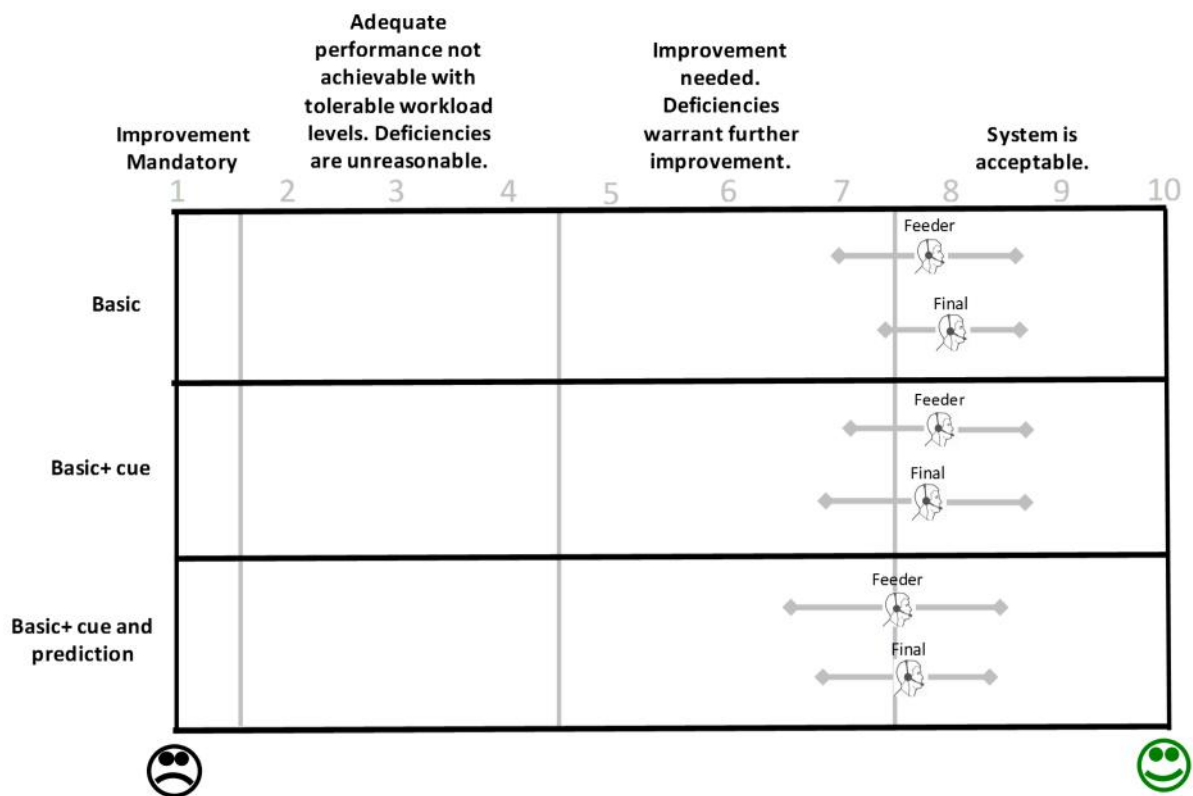 Improvement
Mandatory
Adequate
performance not
achievable with
tolerable workload
levels. Deficiencies
are unreasonable.
Improvement
needed.
Deficiencies
warrant further
improvement.
System is
acceptable.
1 2 3 4 5 6 7 8 9 10
Basic
Feeder
Final
Basic+ cue
Feeder
Final
Basic+ cue and
prediction
Feeder
Final